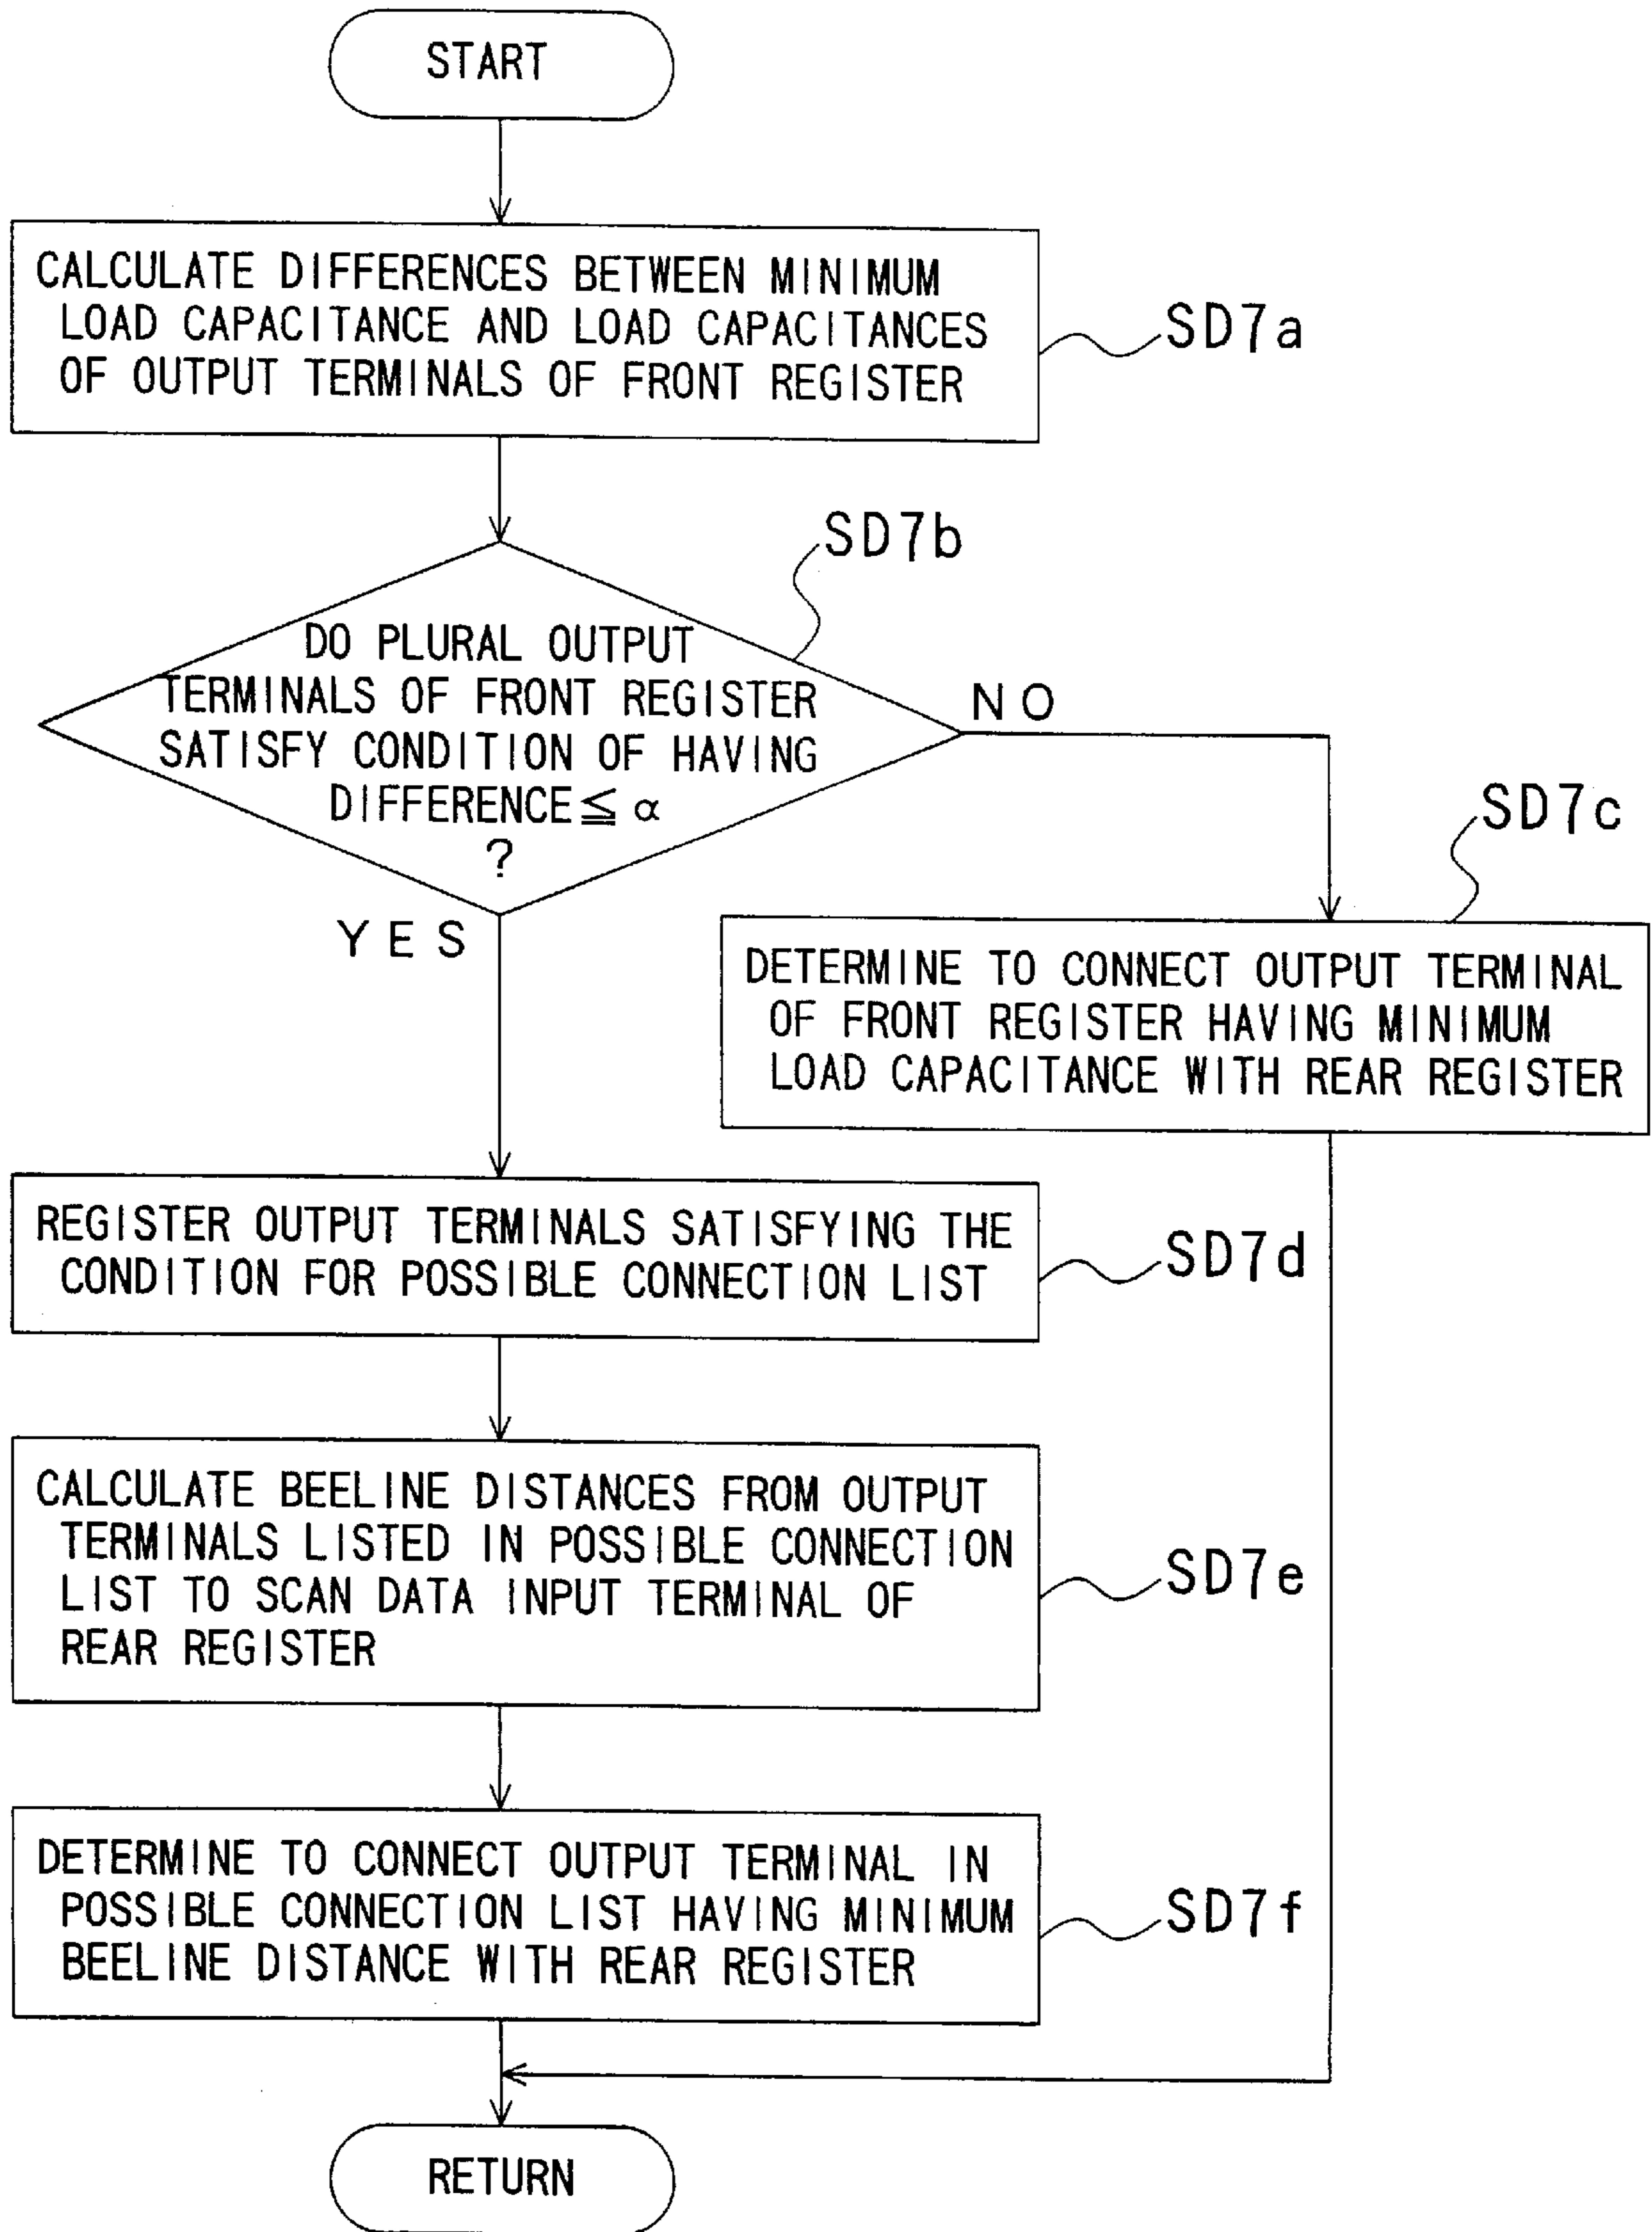 START
CALCULATE DIFFERENCES BETWEEN MINIMUM
LOAD CAPACITANCE AND LOAD CAPACITANCES
OF OUTPUT TERMINALS OF FRONT REGISTER
SD7a
SD7b
DO PLURAL OUTPUT
TERMINALS OF FRONT REGISTER
SATISFY CONDITION OF HAVING
DIFFERENCE≦α
?
NO
YES
SD7c
DETERMINE TO CONNECT OUTPUT TERMINAL
OF FRONT REGISTER HAVING MINIMUM
LOAD CAPACITANCE WITH REAR REGISTER
REGISTER OUTPUT TERMINALS SATISFYING THE
CONDITION FOR POSSIBLE CONNECTION LIST
SD7d
CALCULATE BEELINE DISTANCES FROM OUTPUT
TERMINALS LISTED IN POSSIBLE CONNECTION
LIST TO SCAN DATA INPUT TERMINAL OF
REAR REGISTER
SD7e
DETERMINE TO CONNECT OUTPUT TERMINAL IN
POSSIBLE CONNECTION LIST HAVING MINIMUM
BEELINE DISTANCE WITH REAR REGISTER
SD7f
RETURN